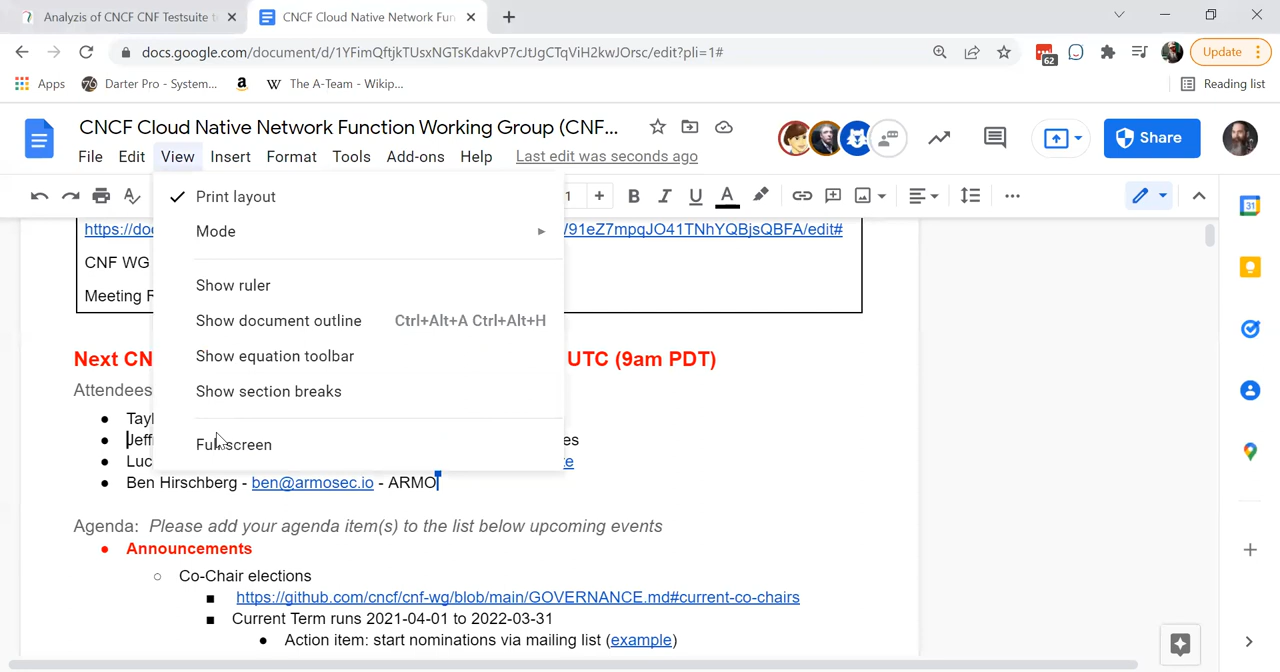 Analyzis of CNCF CNF Testsuite t
CNCF Cloud Native Network Fun
docs.google.com/document/d/1YFimQftjkTUsxNGTsKdakvP7cJtJgCTqViH2kwJOrsc/edit?pli=1#
62
Update
Apps
Darter Pro - System...
The A-Team - Wikip...
Reading list
CNCF Cloud Native Network Function Working Group (CNF...
File Edit View Insert Format Tools Add-ons Help Last edit was seconds ago
Share
Print layout
Mode
Show ruler
Show document outline Ctrl+Alt+A Ctrl+Alt+H
Show equation toolbar
Show section breaks
Full screen
https://doc /91eZ7mpqJO41TNhYQBjsQBFA/edit#
CNF WG
Meeting R
Next CN UTC (9am PDT)
Attendees
Tayl
Jeffr es
Luc te
Ben Hirschberg - ben@armosec.io - ARMO
Agenda: Please add your agenda item(s) to the list below upcoming events
Announcements
Co-Chair elections
https://github.com/cncf/cnf-wg/blob/main/GOVERNANCE.md#current-co-chairs
Current Term runs 2021-04-01 to 2022-03-31
Action item: start nominations via mailing list (example)
31